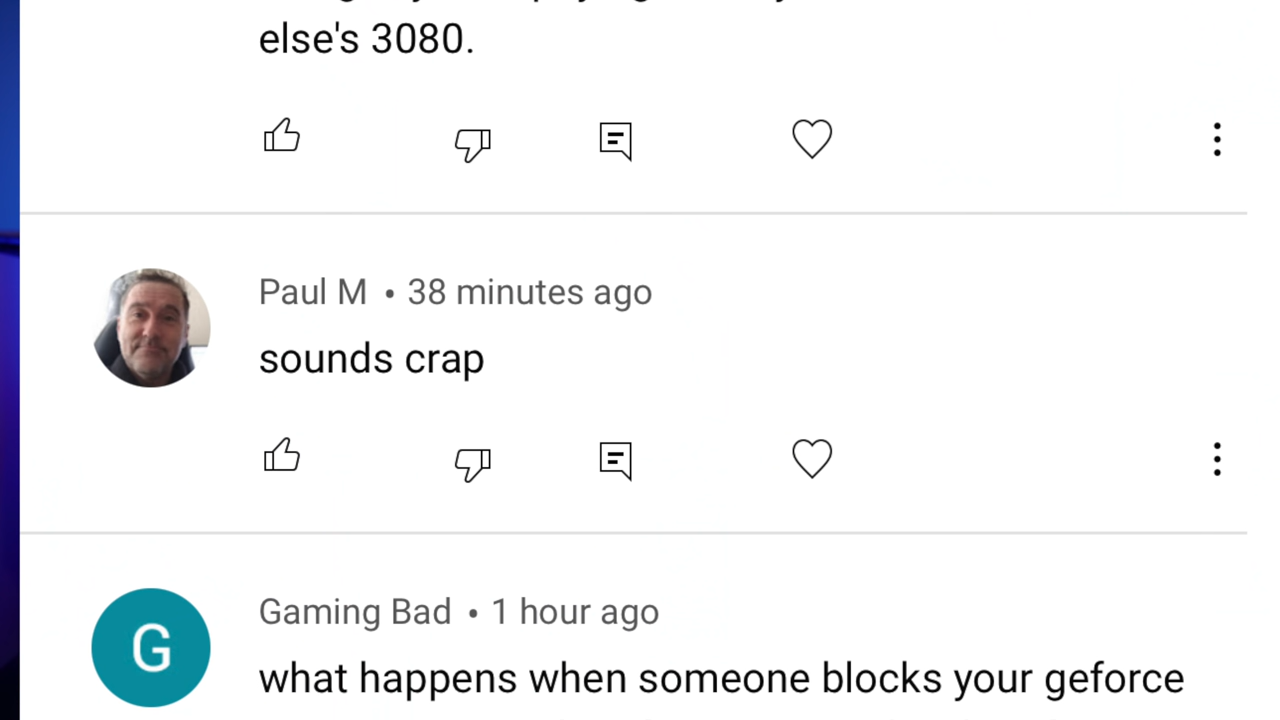 else's 3080.
Paul M • 38 minutes ago
sounds crap
G
Gaming Bad • 1 hour ago
what happens when someone blocks your geforce